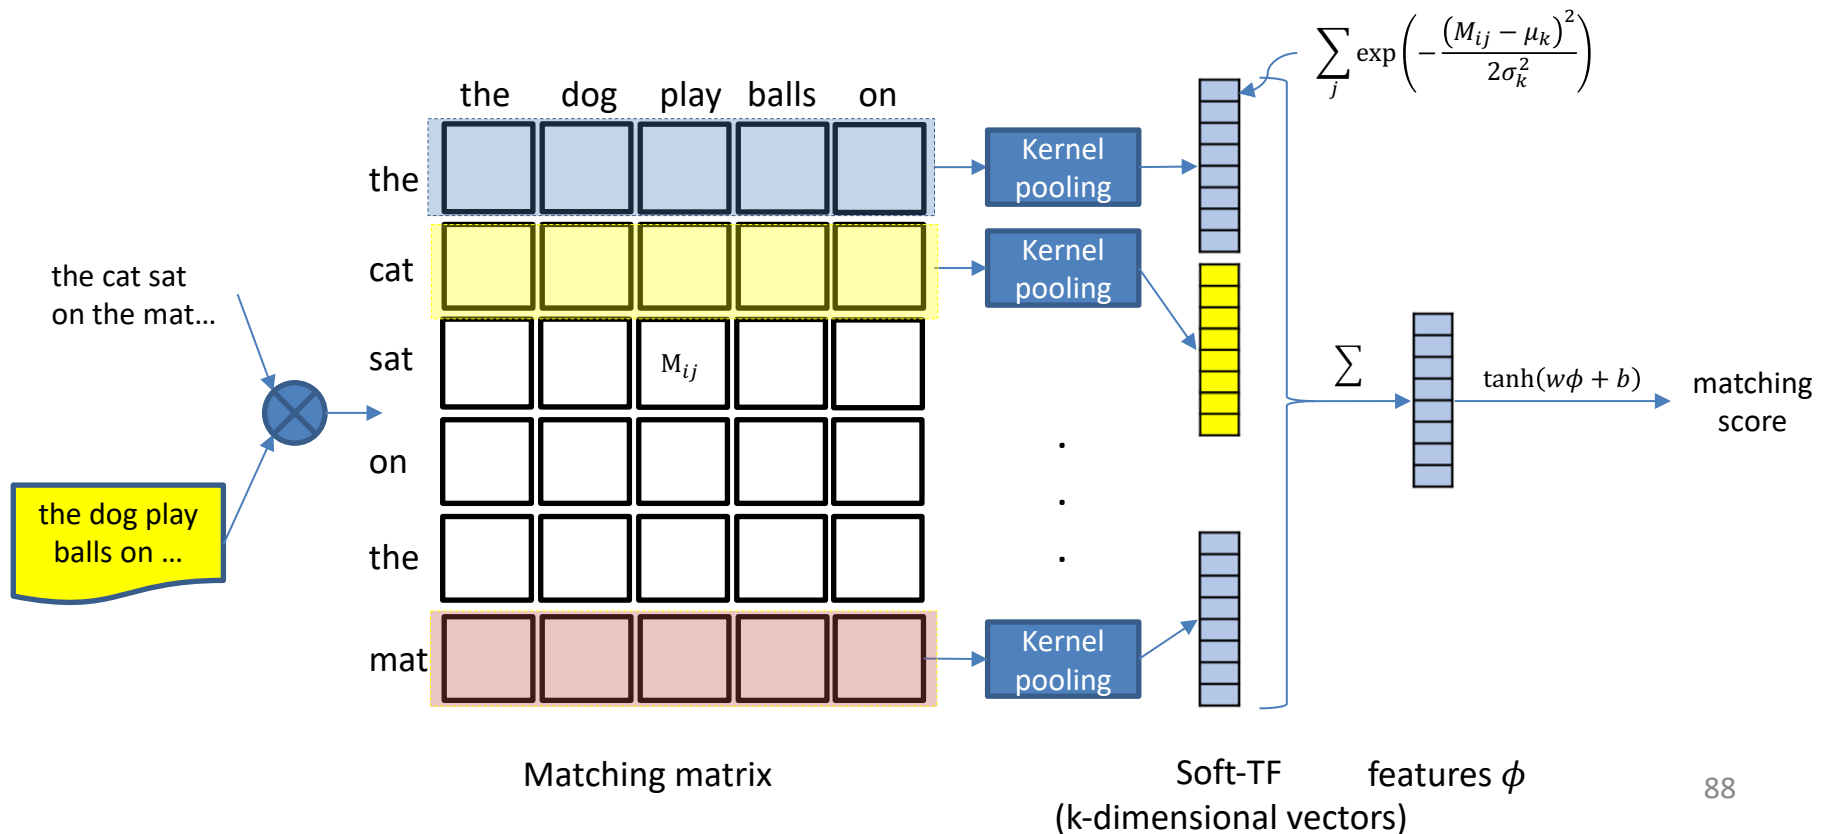 ∑_j exp(−(M_ij − μ_k)² / 2σ_k²)
the dog play balls on
the
Kernel
pooling
cat
Kernel
pooling
the cat sat
on the mat…
sat
M_ij
∑
tanh(wϕ + b)
matching
score
on
.
.
.
the dog play
balls on …
the
mat
Kernel
pooling
Matching matrix
Soft-TF
(k-dimensional vectors)
features ϕ
88